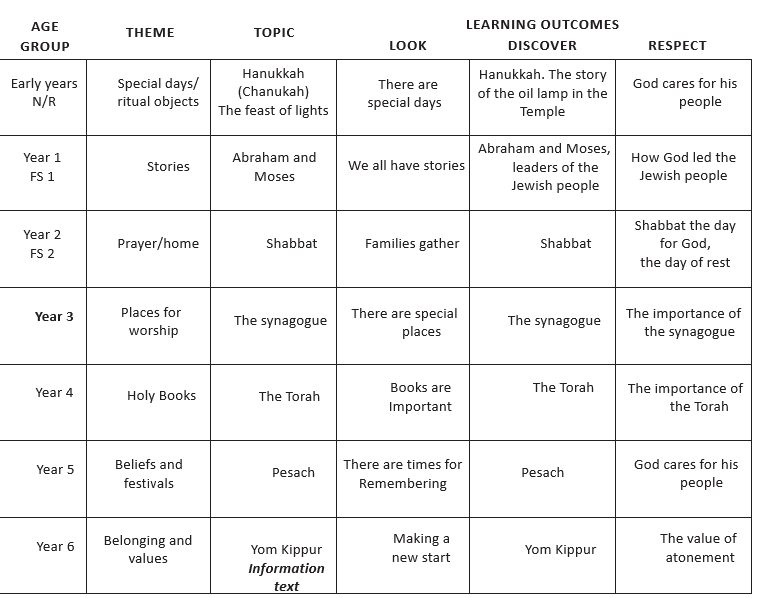 AGE GROUP THEME TOPIC LEARNING OUTCOMES
LOOK DISCOVER RESPECT
Early years
N/R
Special days/
ritual objects
Hanukkah
(Chanukah)
The feast of lights
There are
special days
Hanukkah. The story
of the oil lamp in the
Temple
God cares for his
people
Year 1
FS 1
Stories
Abraham and
Moses
We all have stories
Abraham and Moses,
leaders of the
Jewish people
How God led the
Jewish people
Year 2
FS 2
Prayer/home
Shabbat
Families gather
Shabbat
Shabbat the day
for God,
the day of rest
Year 3
Places for
worship
The synagogue
There are special
places
The synagogue
The importance of
the synagogue
Year 4
Holy Books
The Torah
Books are
Important
The Torah
The importance of
the Torah
Year 5
Beliefs and
festivals
Pesach
There are times for
Remembering
Pesach
God cares for his
people
Year 6
Belonging and
values
Yom Kippur
Information
text
Making a
new start
Yom Kippur
The value of
atonement